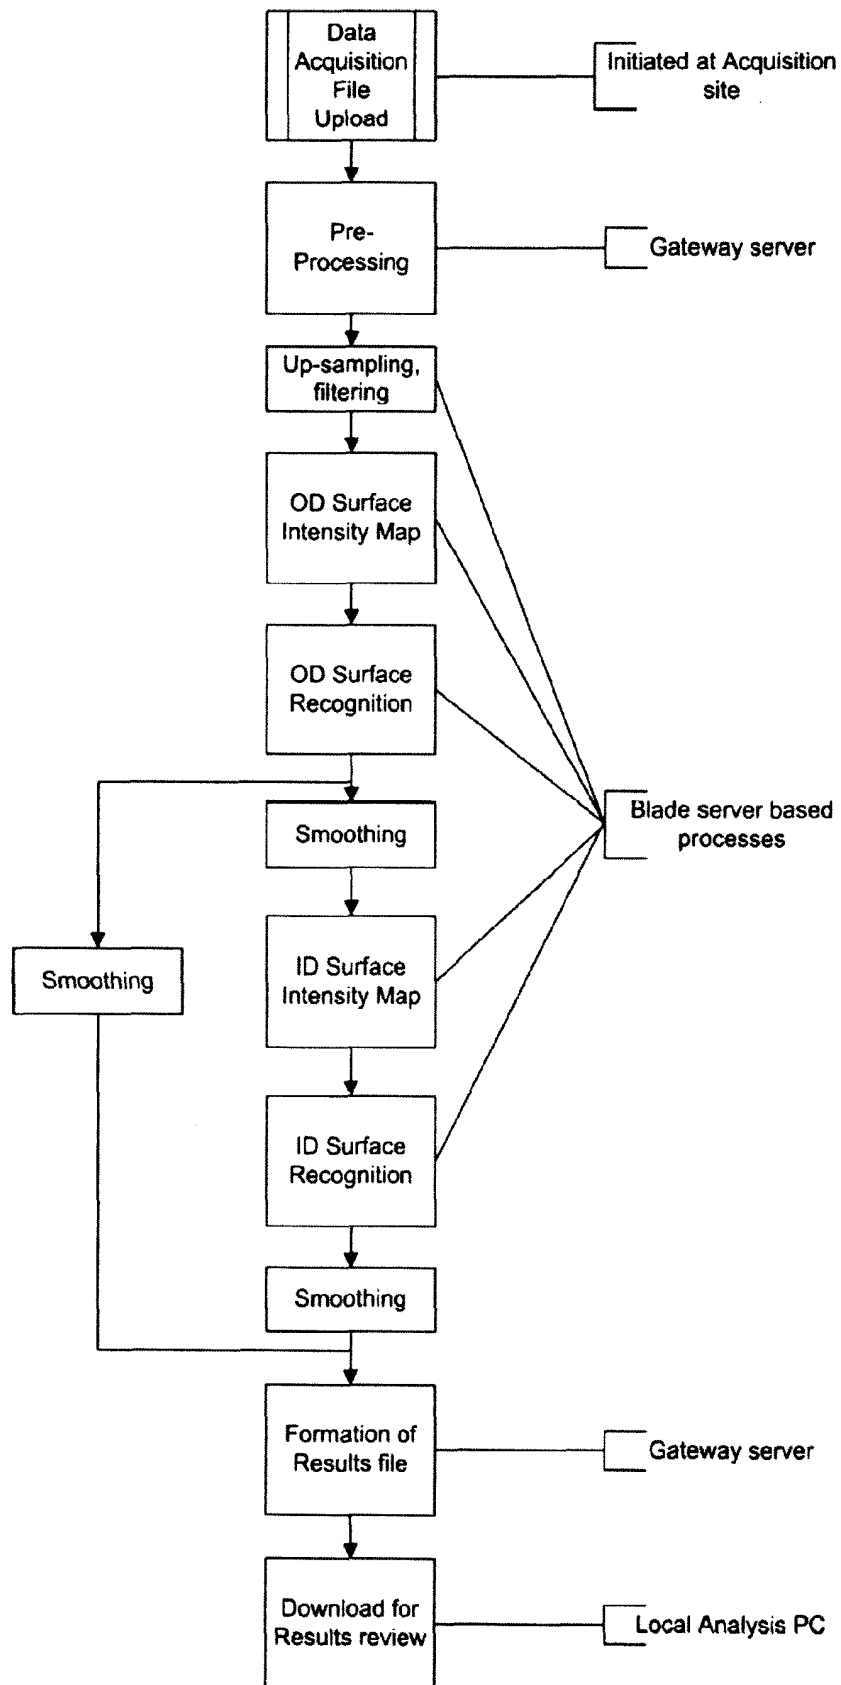 Data
Acquisition
File
Upload
Initiated at Acquisition
site
Pre-
Processing
Gateway server
Up-sampling,
filtering
OD Surface
Intensity Map
OD Surface
Recognition
Smoothing
Blade server based
processes
Smoothing
ID Surface
Intensity Map
ID Surface
Recognition
Smoothing
Formation of
Results file
Gateway server
Download for
Results review
Local Analysis PC